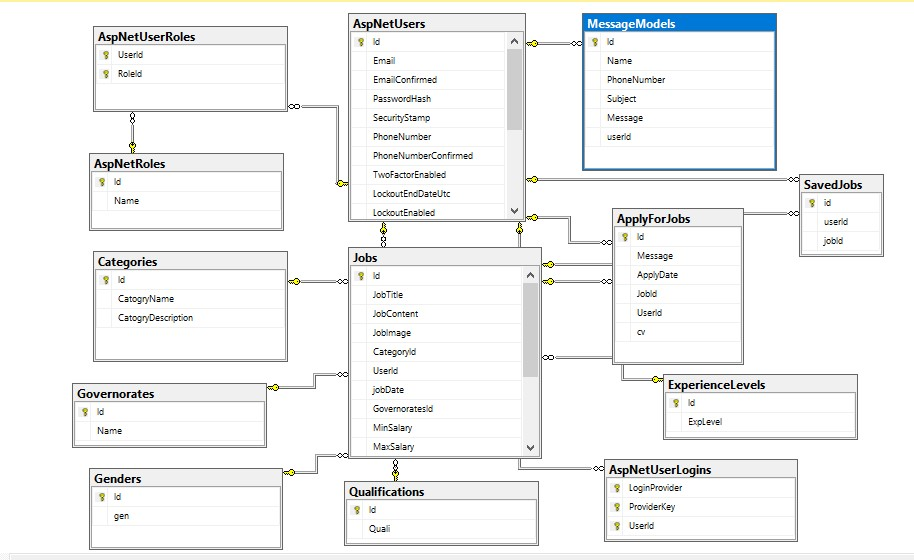 AspNetUserRoles
UserId
RoleId
AspNetUsers
Id
Email
EmailConfirmed
PasswordHash
SecurityStamp
PhoneNumber
PhoneNumberConfirmed
TwoFactorEnabled
LockoutEndDateUtc
LockoutEnabled
MessageModels
Id
Name
PhoneNumber
Subject
Message
userId
AspNetRoles
Id
Name
SavedJobs
id
userId
jobId
ApplyForJobs
Id
Message
ApplyDate
JobId
UserId
cv
Categories
Id
CatogryName
CatogryDescription
Jobs
Id
JobTitle
JobContent
JobImage
CategoryId
UserId
jobDate
GovernoratesId
MinSalary
MaxSalary
Governorates
Id
Name
ExperienceLevels
Id
ExpLevel
Genders
Id
gen
Qualifications
Id
Quali
AspNetUserLogins
LoginProvider
ProviderKey
UserId